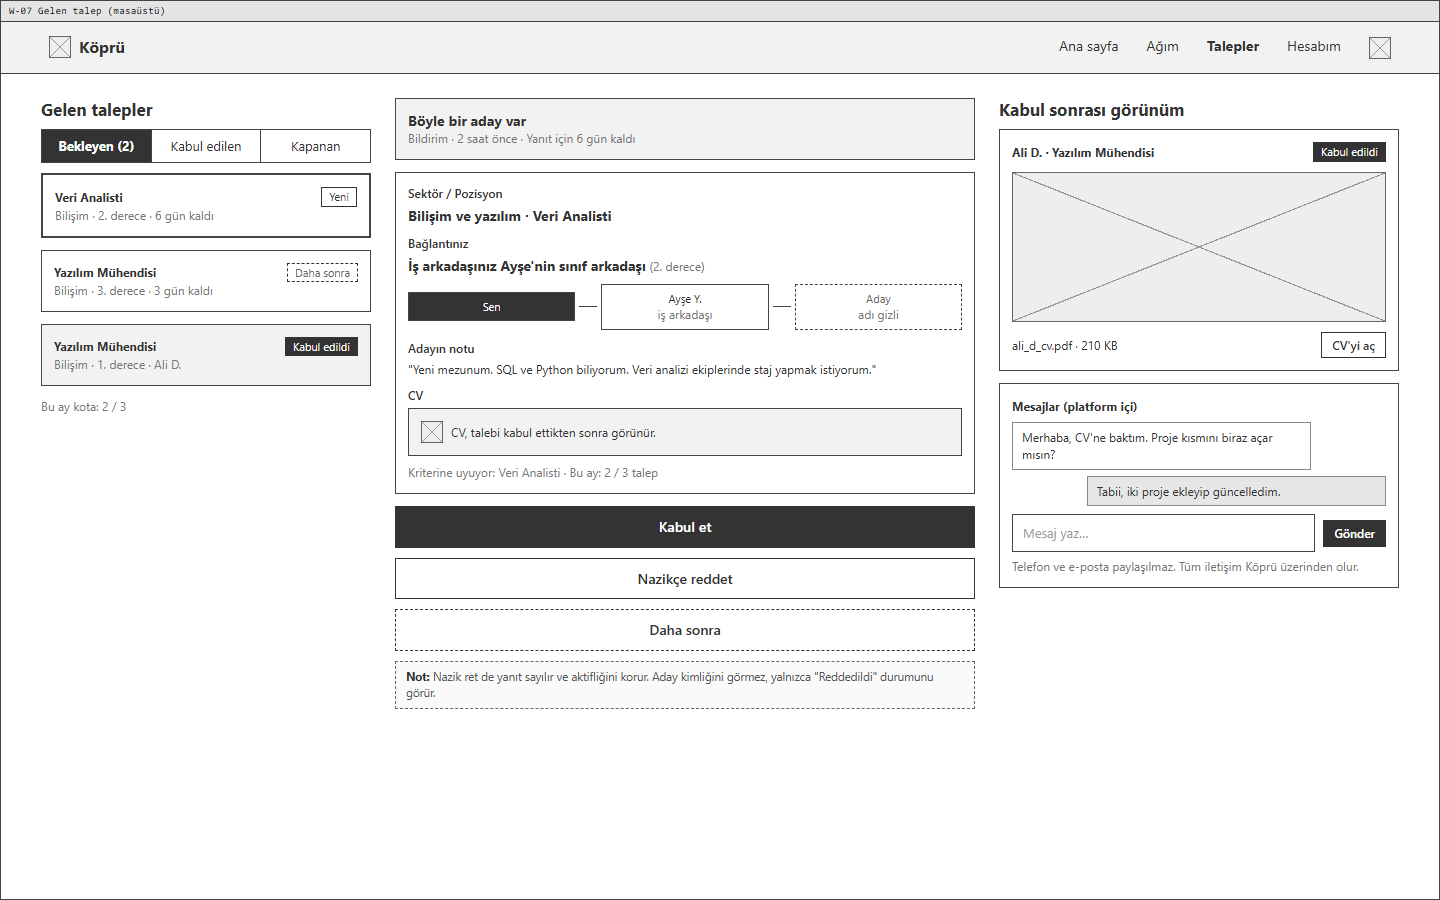 W-07 Gelen talep (masaüstü)
Köprü
Ana sayfa
Ağım
Talepler
Hesabım
Gelen talepler
Bekleyen (2)
Kabul edilen
Kapanan
Veri Analisti
Yeni
Bilişim · 2. derece · 6 gün kaldı
Yazılım Mühendisi
Daha sonra
Bilişim · 3. derece · 3 gün kaldı
Yazılım Mühendisi
Kabul edildi
Bilişim · 1. derece · Ali D.
Bu ay kota: 2 / 3
Böyle bir aday var
Bildirim · 2 saat önce · Yanıt için 6 gün kaldı
Sektör / Pozisyon
Bilişim ve yazılım · Veri Analisti
Bağlantınız
İş arkadaşınız Ayşe'nin sınıf arkadaşı (2. derece)
Sen
Ayşe Y.
iş arkadaşı
Aday
adı gizli
Adayın notu
"Yeni mezunum. SQL ve Python biliyorum. Veri analizi ekiplerinde staj yapmak istiyorum."
CV
CV, talebi kabul ettikten sonra görünür.
Kriterine uyuyor: Veri Analisti · Bu ay: 2 / 3 talep
Kabul et
Nazikçe reddet
Daha sonra
Not: Nazik ret de yanıt sayılır ve aktifliğini korur. Aday kimliğini görmez, yalnızca "Reddedildi" durumunu
görür.
Kabul sonrası görünüm
Ali D. · Yazılım Mühendisi
Kabul edildi
ali_d_cv.pdf · 210 KB
CV'yi aç
Mesajlar (platform içi)
Merhaba, CV'ne baktım. Proje kısmını biraz açar
mısın?
Tabii, iki proje ekleyip güncelledim.
Mesaj yaz...
Gönder
Telefon ve e-posta paylaşılmaz. Tüm iletişim Köprü üzerinden olur.